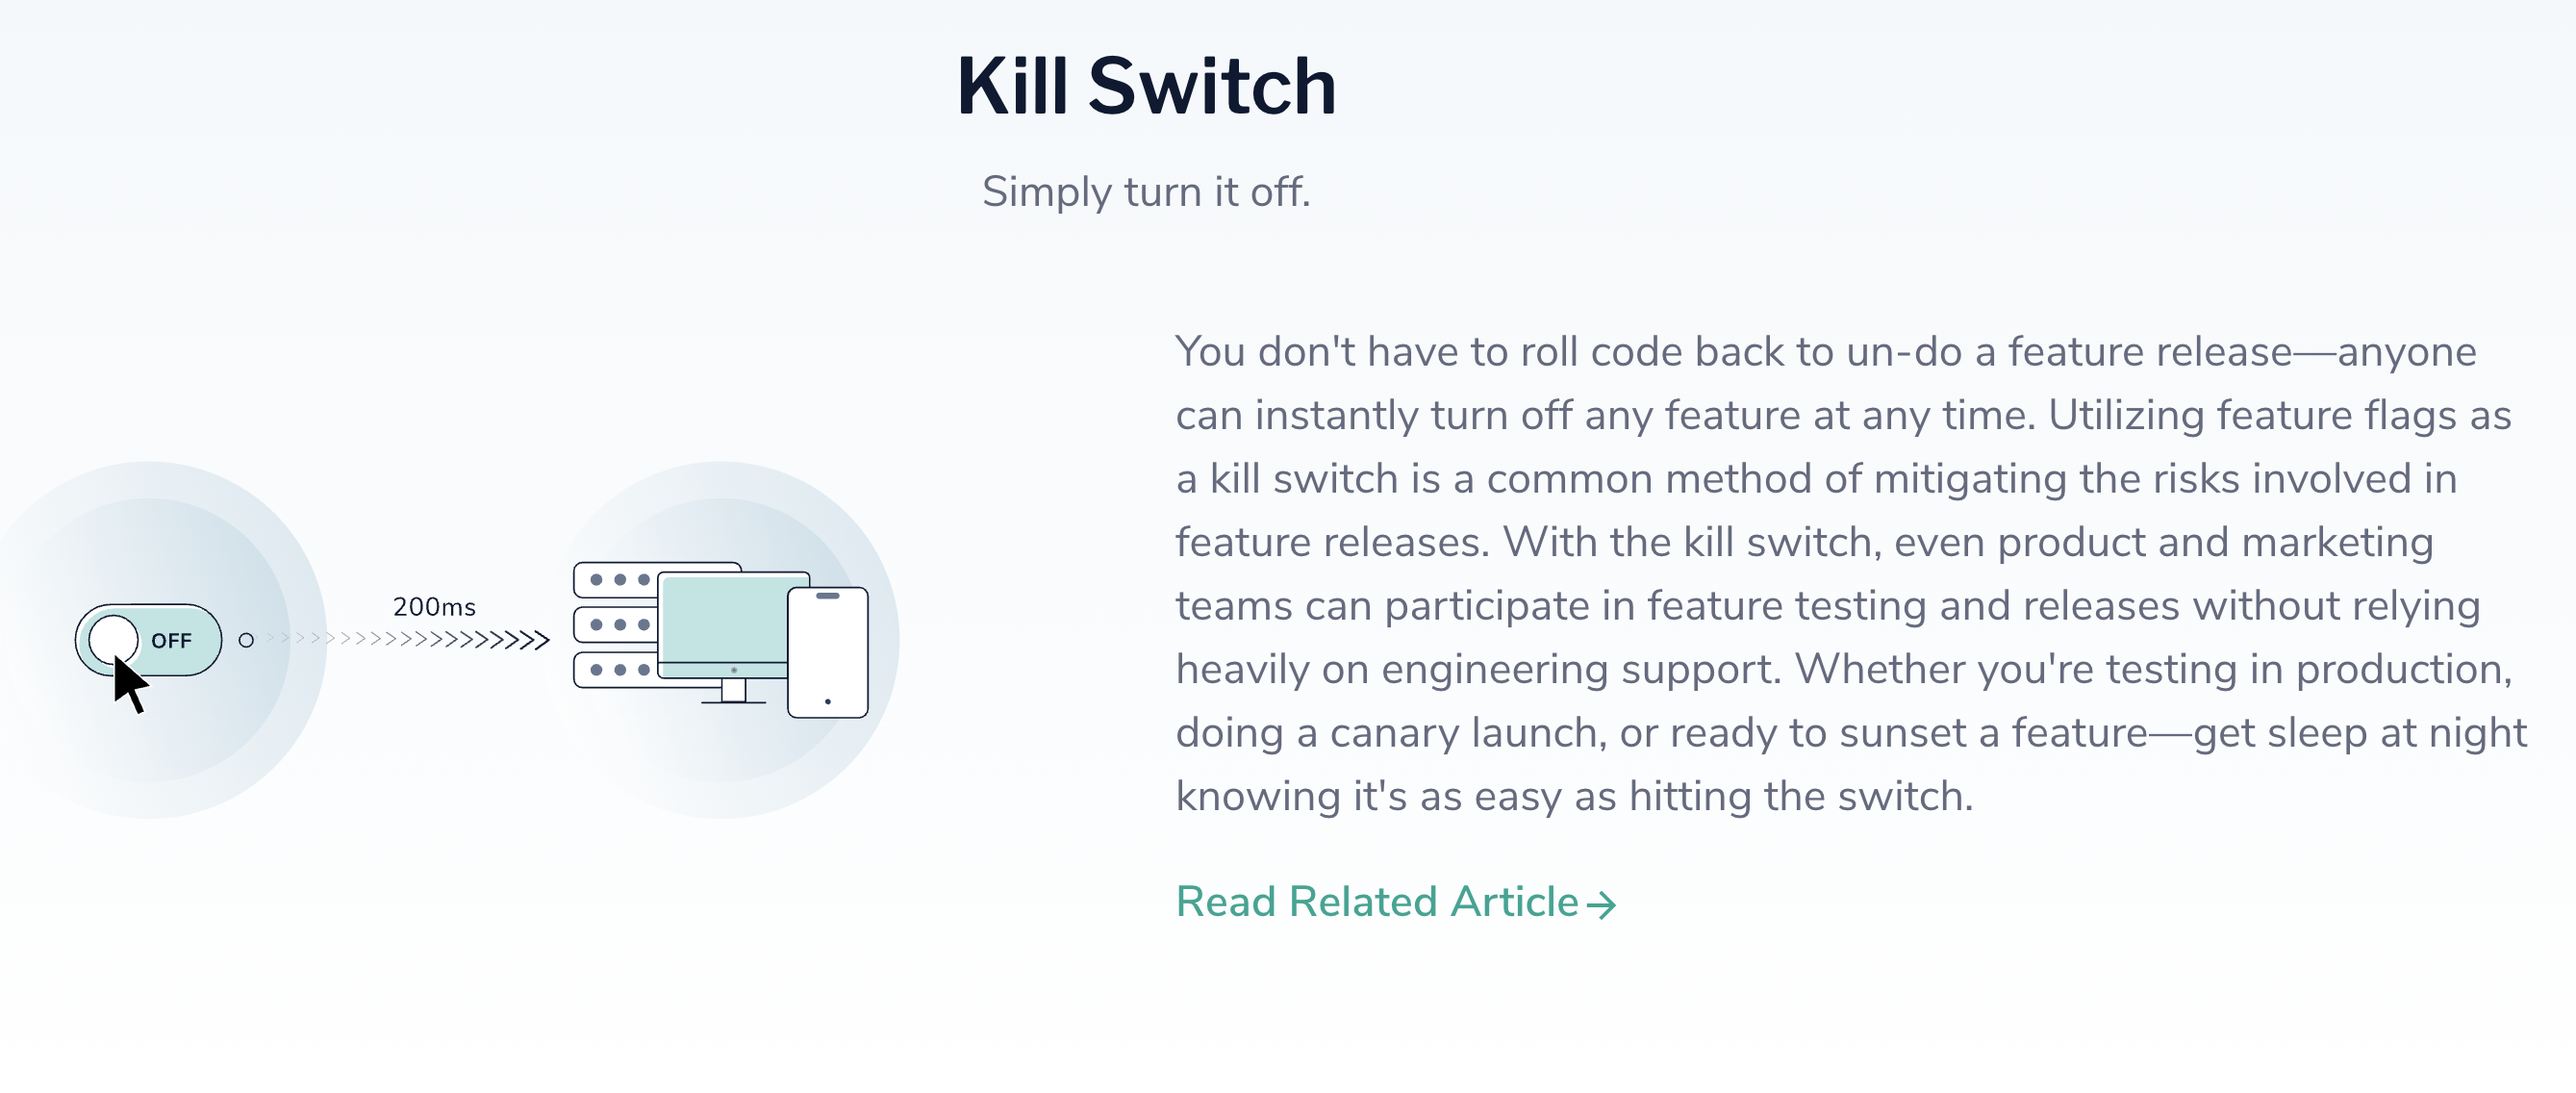 Kill Switch
Simply turn it off.
You don't have to roll code back to un-do a feature release—anyone
can instantly turn off any feature at any time. Utilizing feature flags as
a kill switch is a common method of mitigating the risks involved in
feature releases. With the kill switch, even product and marketing
teams can participate in feature testing and releases without relying
heavily on engineering support. Whether you're testing in production,
doing a canary launch, or ready to sunset a feature—get sleep at night
knowing it's as easy as hitting the switch.
Read Related Article→
200ms
OFF